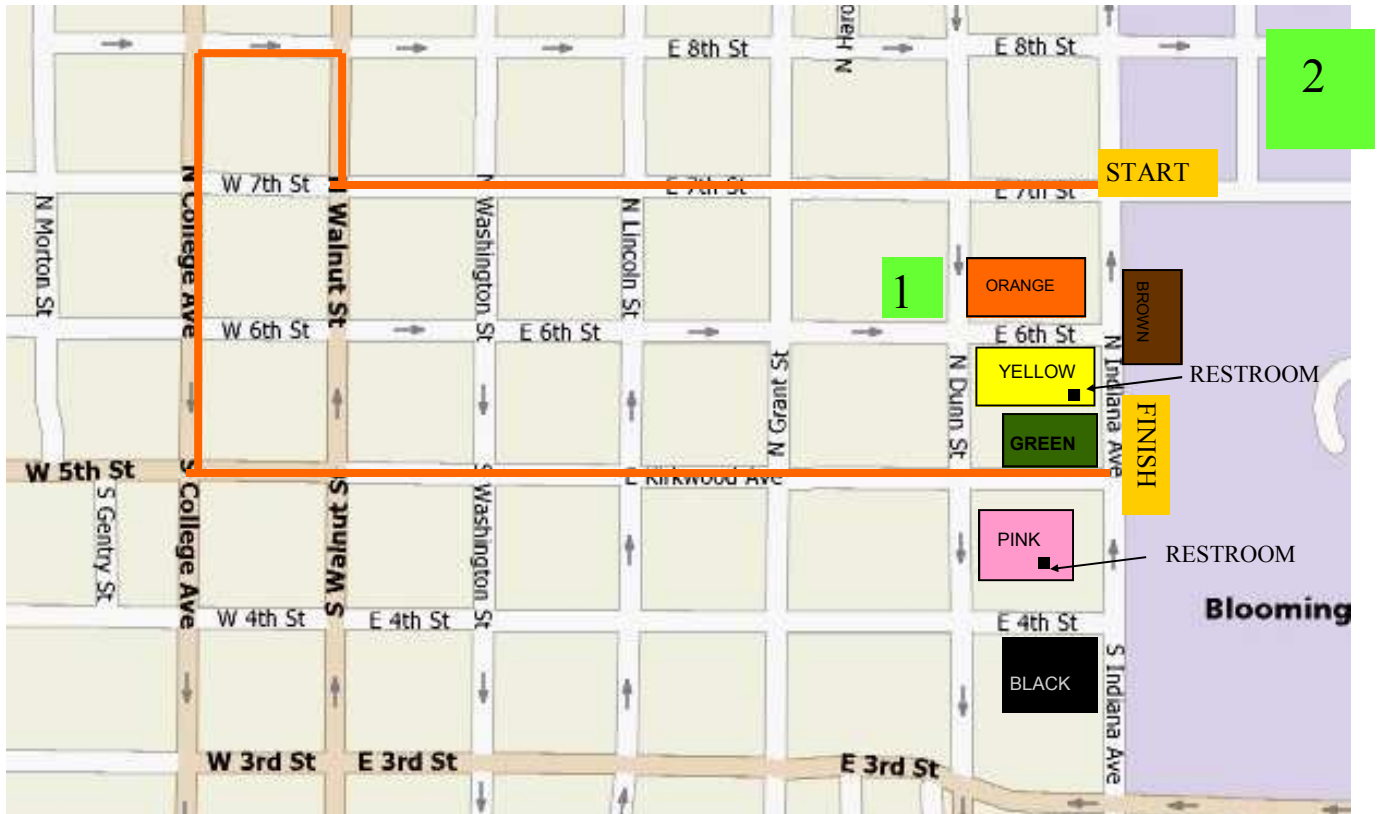 E 8th St
N Har
E 8th St
2
START
W 7th St
E 7th St
E 7th St
N Morton St
N College Ave
N Walnut St
N
Washington St
N Lincoln St
1
ORANGE
BROWN
W 6th St
E 6th St
E 6th St
YELLOW
RESTROOM
N Grant St
N Dunn St
N Indiana Ave
GREEN
FINISH
W 5th St
E Kirkwood Ave
S Gentry St
S College Ave
S Walnut St
S Washington St
PINK
RESTROOM
W 4th St
E 4th St
E 4th St
Blooming
BLACK
S Indiana Ave
W 3rd St
E 3rd St
E 3rd St